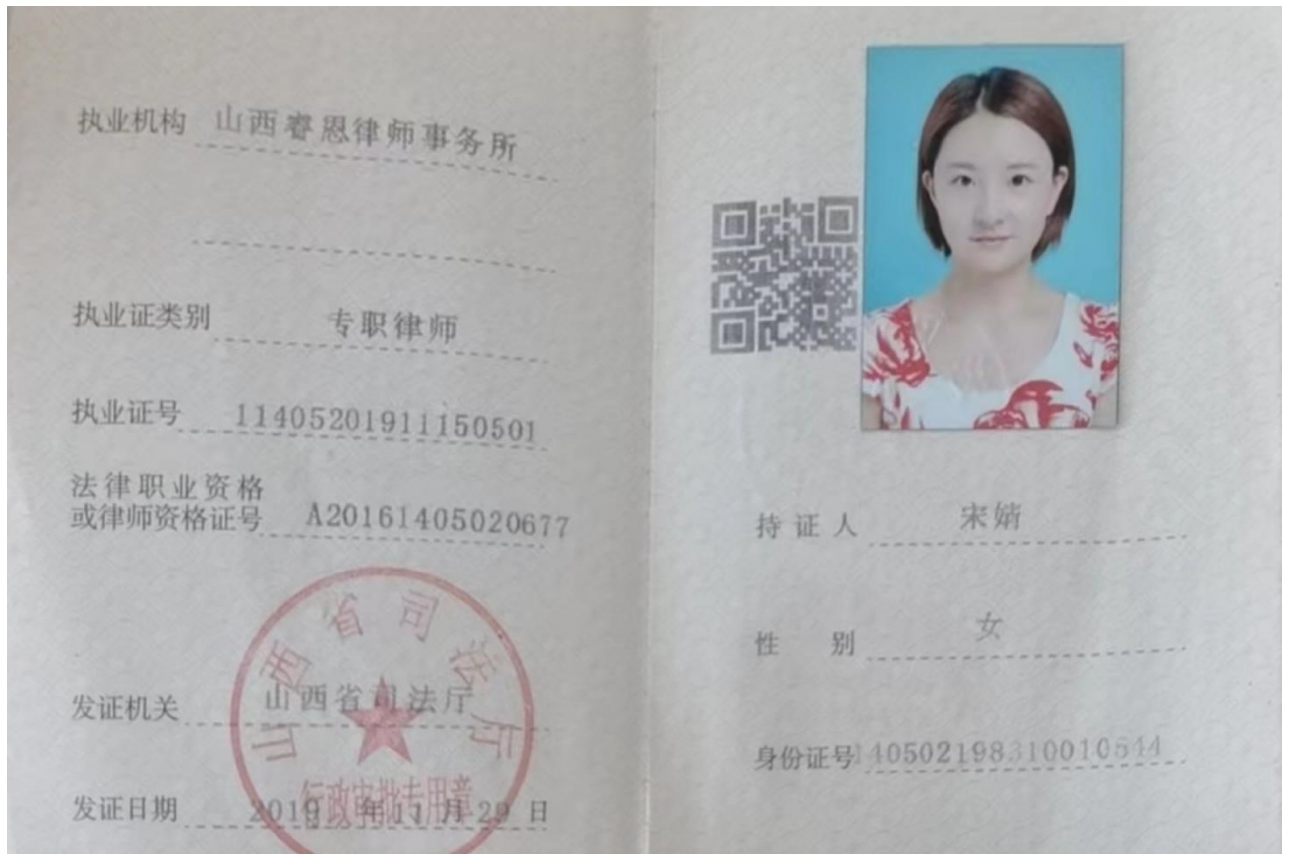 执业机构 山西睿恩律师事务所
执业证类别 专职律师
执业证号 11405201911150501
法律职业资格
或律师资格证号 A20161405020677
山西省司法厅
发证机关 山西省司法厅
行政审批专用章
发证日期 2019 年 11 月 29 日
持证人 宋婧
性别 女
身份证号 140502198310010544